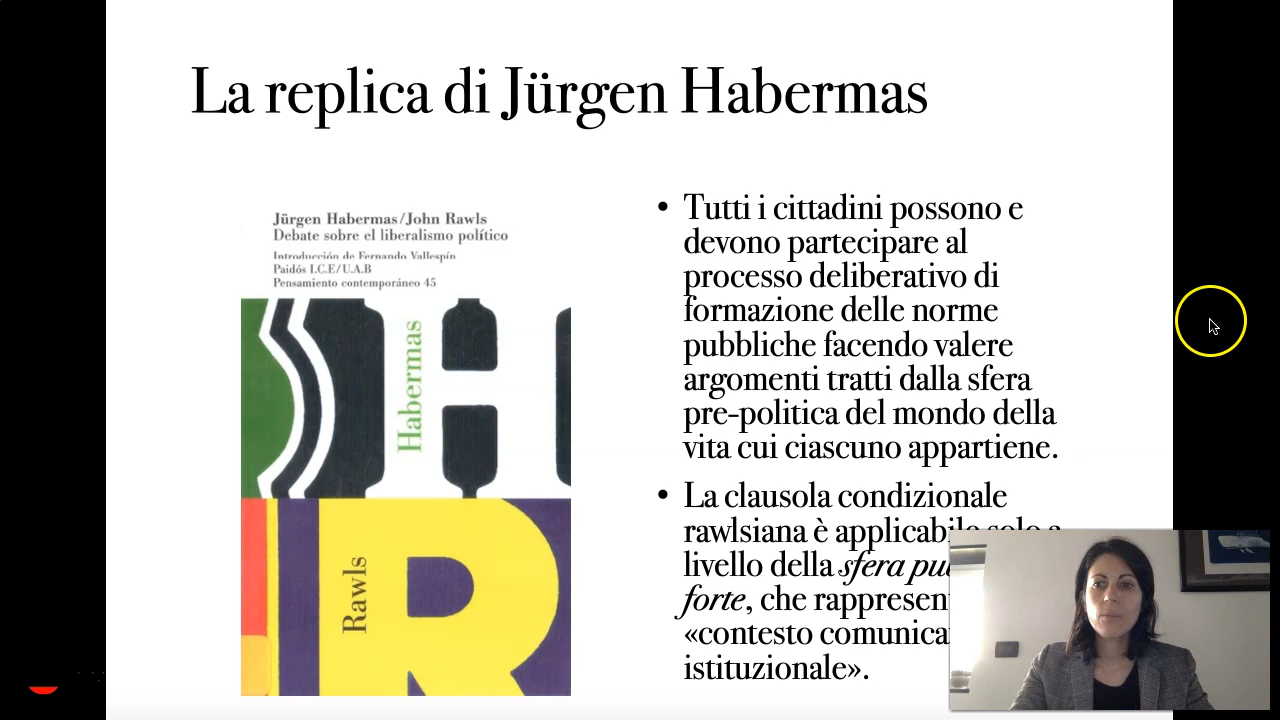 La replica di Jürgen Habermas
Jürgen Habermas/John Rawls
Debate sobre el liberalismo político
Introducción de Fernando Vallespín
Paidós I.C.E/U.A.B
Pensamiento contemporáneo 45
Habermas
H
Rawls
R
• Tutti i cittadini possono e
devono partecipare al
processo deliberativo di
formazione delle norme
pubbliche facendo valere
argomenti tratti dalla sfera
pre-politica del mondo della
vita cui ciascuno appartiene.
• La clausola condizionale
rawlsiana è applicabile solo a
livello della sfera
forte, che
«contesto
istituzionale».